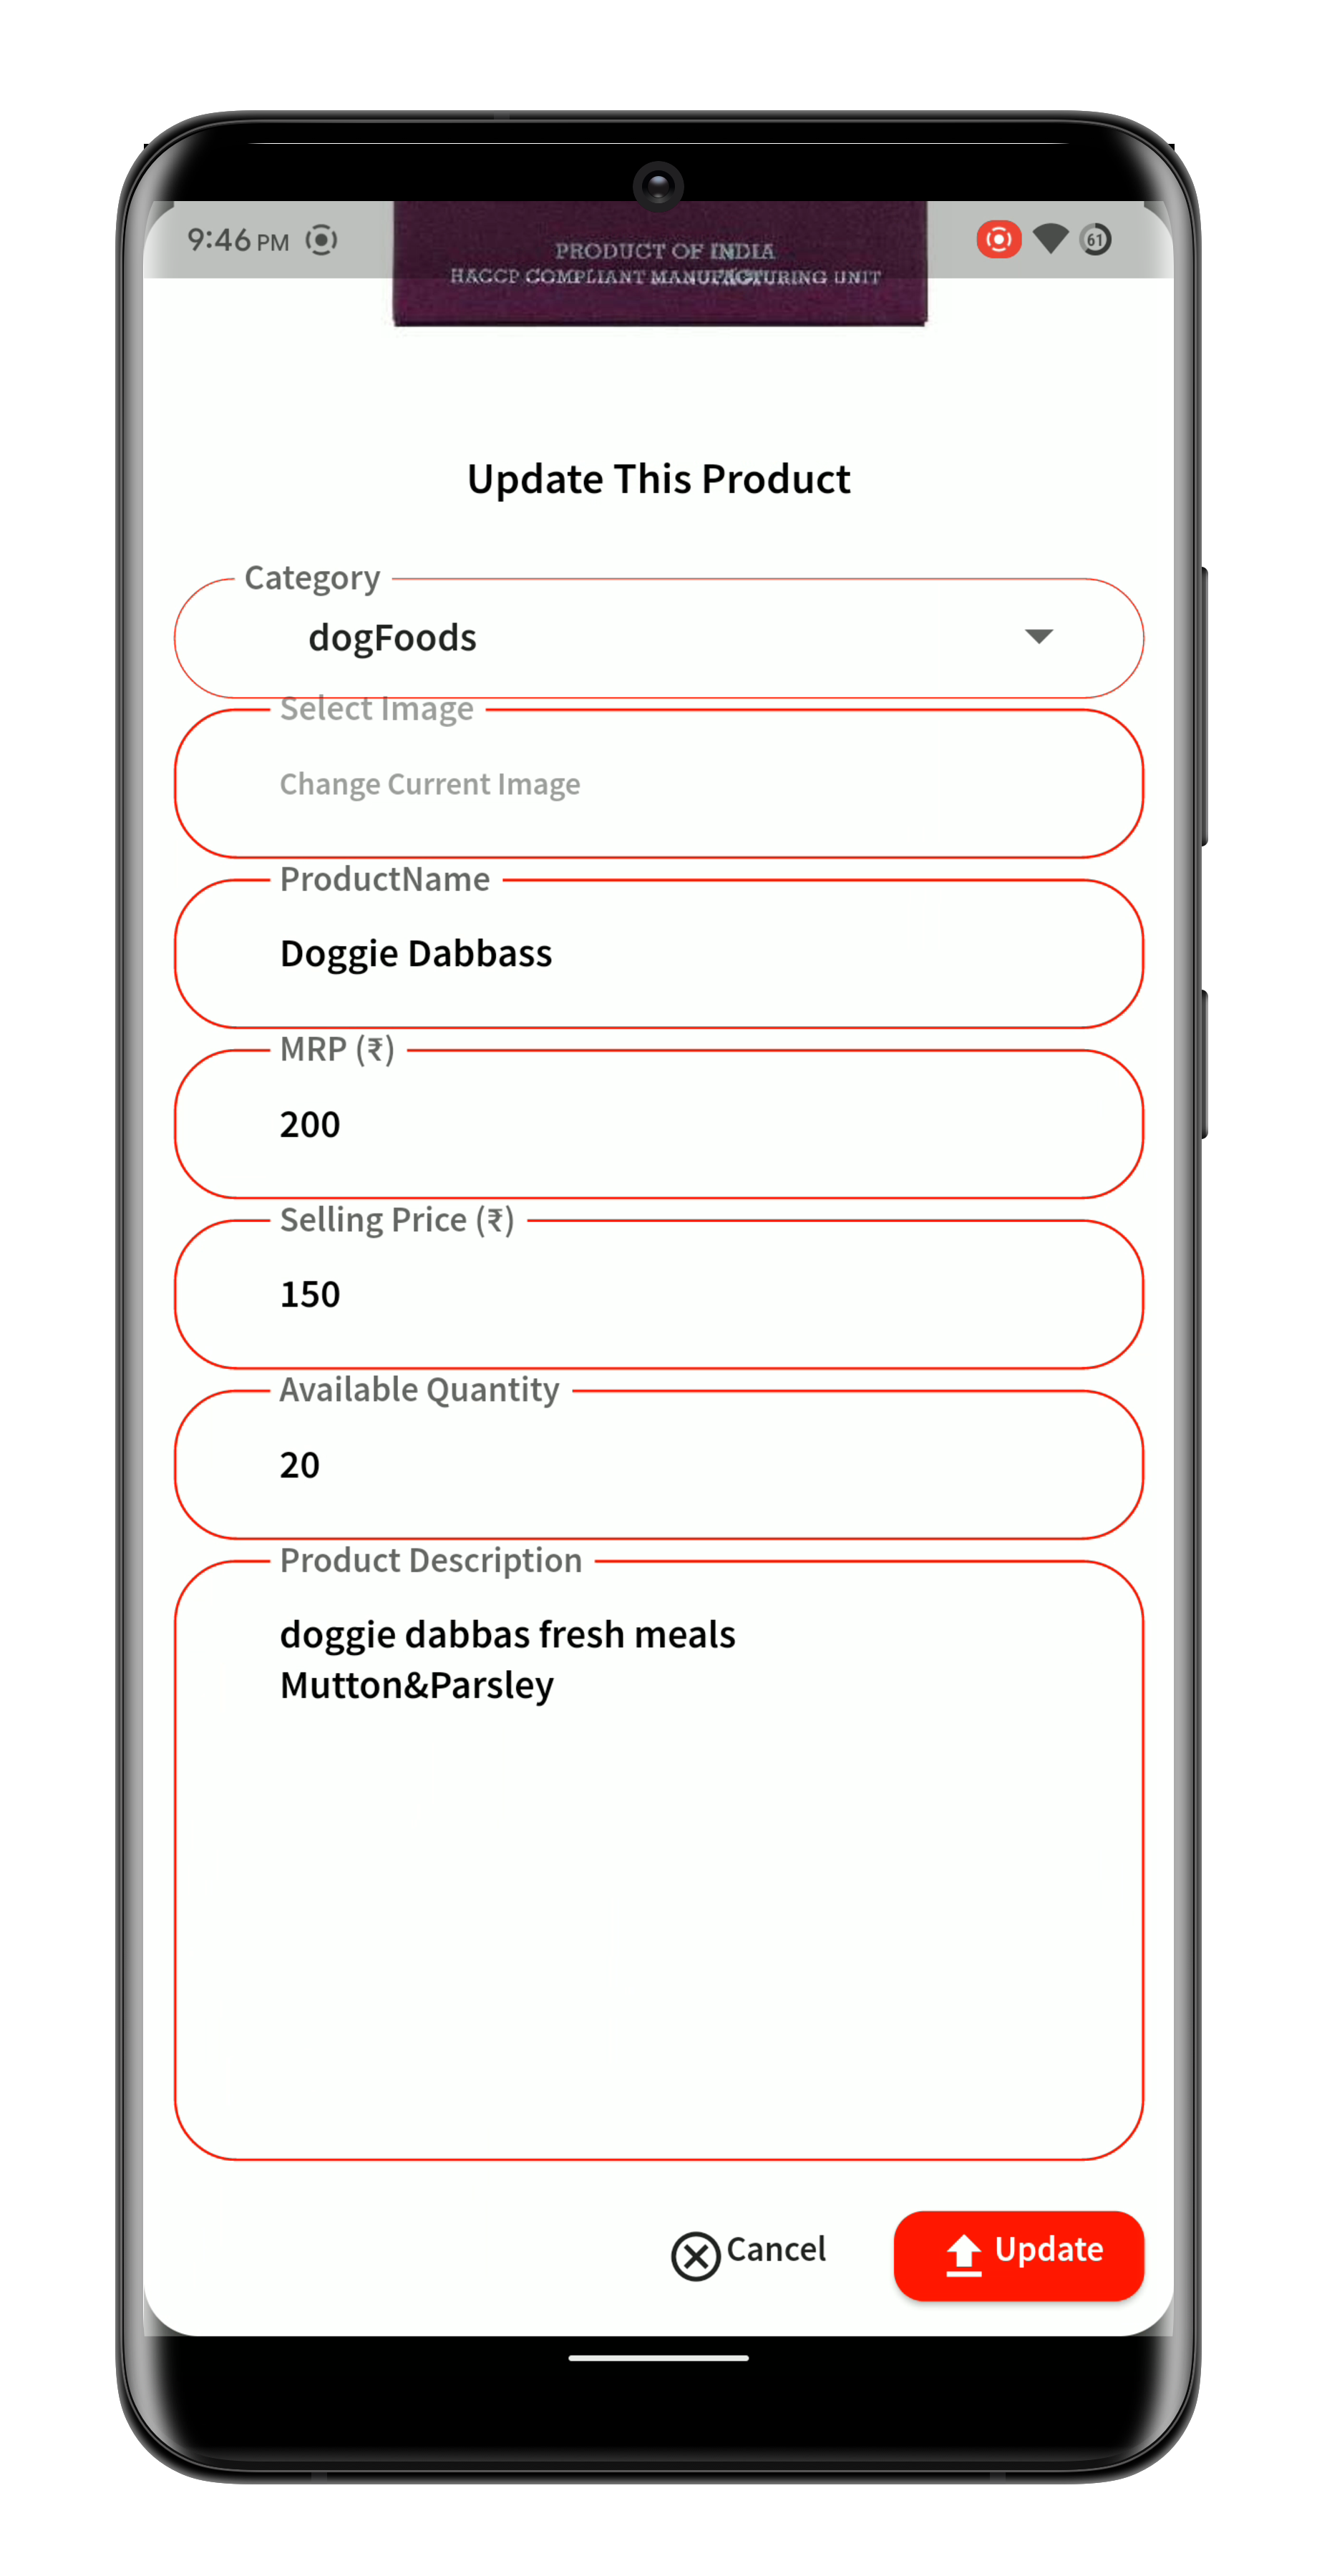 9:46 PM
61
PRODUCT OF INDIA
HACCP COMPLIANT MANUFACTURING UNIT
Update This Product
Category
dogFoods
Select Image
Change Current Image
ProductName
Doggie Dabbass
MRP (₹)
200
Selling Price (₹)
150
Available Quantity
20
Product Description
doggie dabbas fresh meals
Mutton&Parsley
Cancel
Update